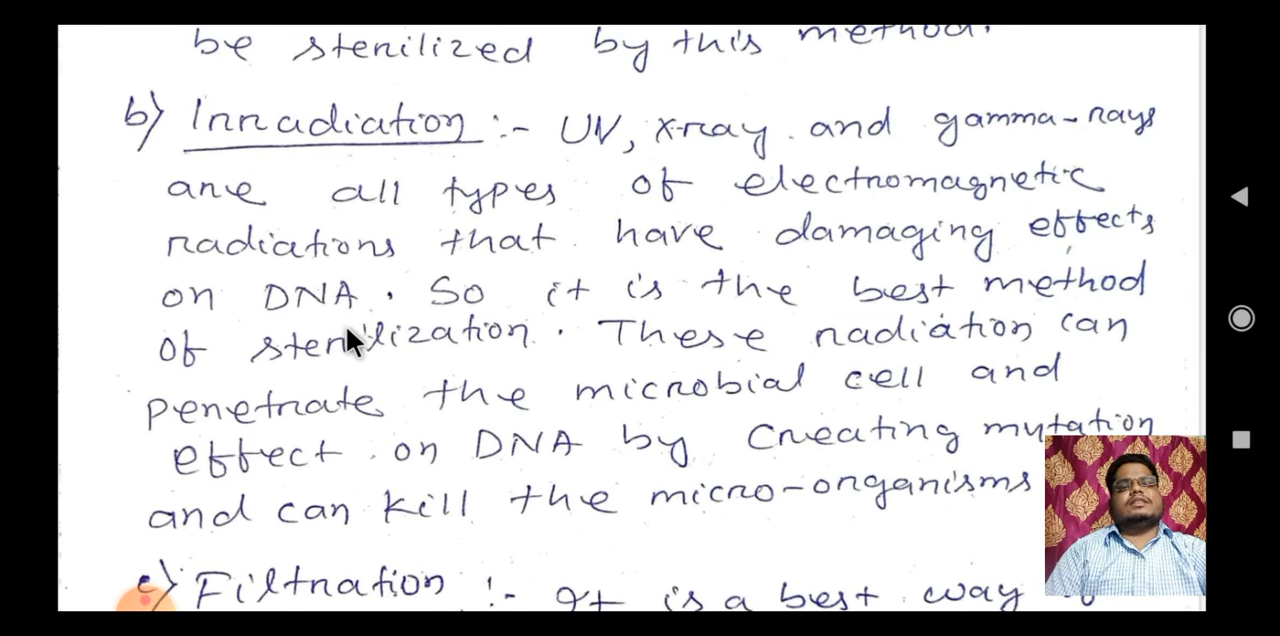 be sterilized by this method.
b) Irradiation :- UV, x-ray and gamma-rays
are all types of electromagnetic
radiations that have damaging effects
on DNA. So it is the best method
of sterilization. These radiation can
penetrate the microbial cell and
effect on DNA by creating mutation
and can kill the micro-organisms
c) Filtration :- It is a best way